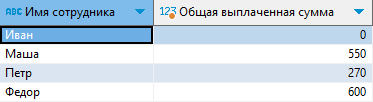 ABC Имя сотрудника 123 Общая выплаченная сумма
Иван 0
Маша 550
Петр 270
Федор 600